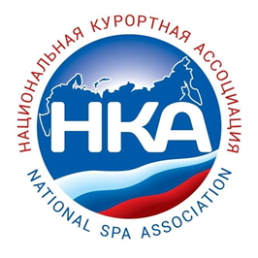 НАЦИОНАЛЬНАЯ КУРОРТНАЯ АССОЦИАЦИЯ
НКА
NATIONAL SPA ASSOCIATION